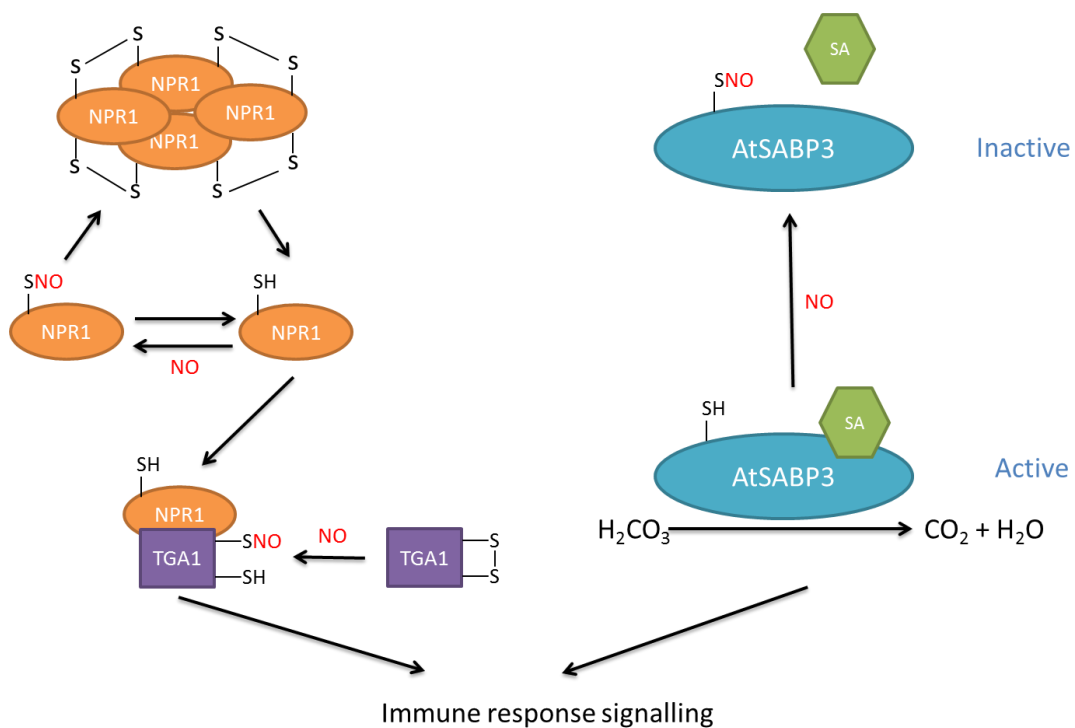 S
S
S
S
NPR1
NPR1
NPR1
NPR1
S
S
S
S
SNO
NPR1
SH
NPR1
NO
SH
NPR1
TGA1
SNO
SH
NO
TGA1
S
S
SA
SNO
AtSABP3
Inactive
NO
SH
SA
AtSABP3
Active
H₂CO₃
CO₂ + H₂O
Immune response signalling